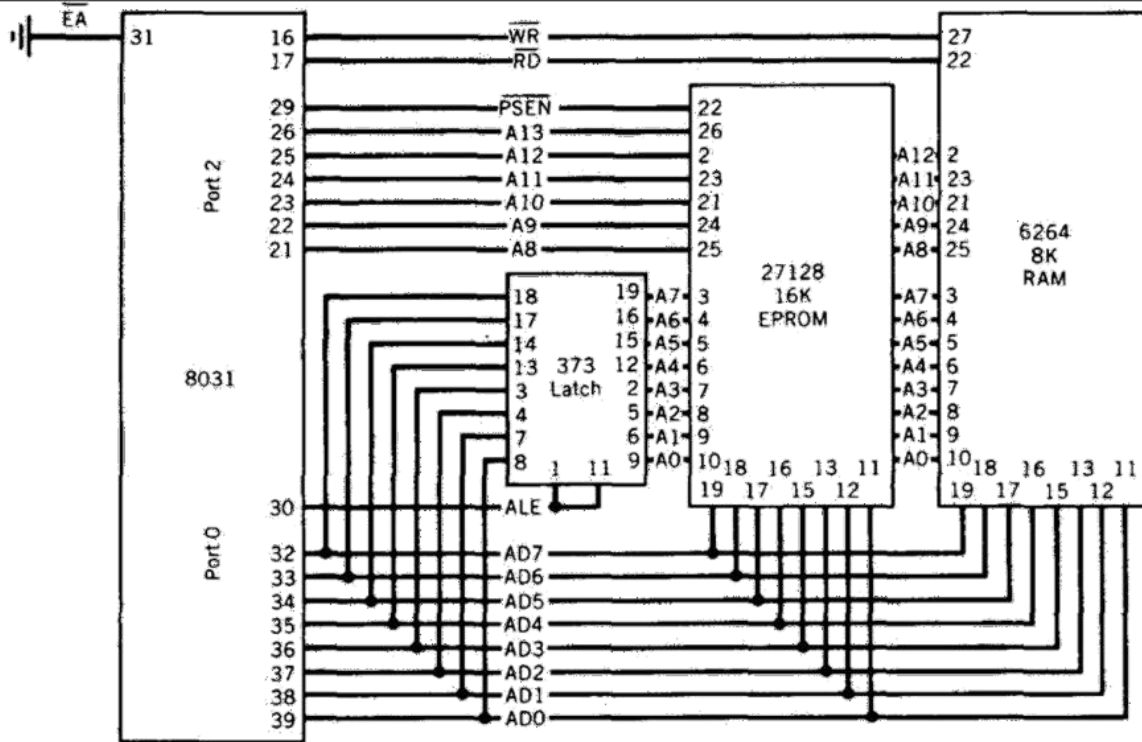 EA
31 16 WR 27
17 RD 22
29 PSEN 22
26 A13 26
25 A12 2 A12 2
24 A11 23 A11 23
23 A10 21 A10 21
22 A9 24 A9 24
21 A8 25 A8 25
Port 2
6264
8K
RAM
27128
16K
EPROM
18 19 A7 3 A7 3
17 16 A6 4 A6 4
14 15 A5 5 A5 5
13 12 A4 6 A4 6
3 2 A3 7 A3 7
4 5 A2 8 A2 8
7 6 A1 9 A1 9
8 9 A0 10 A0 10
373
Latch
8031
1 11
18 16 13 11
19 17 15 12
18 16 13 11
19 17 15 12
30 ALE
Port 0
32 AD7
33 AD6
34 AD5
35 AD4
36 AD3
37 AD2
38 AD1
39 AD0